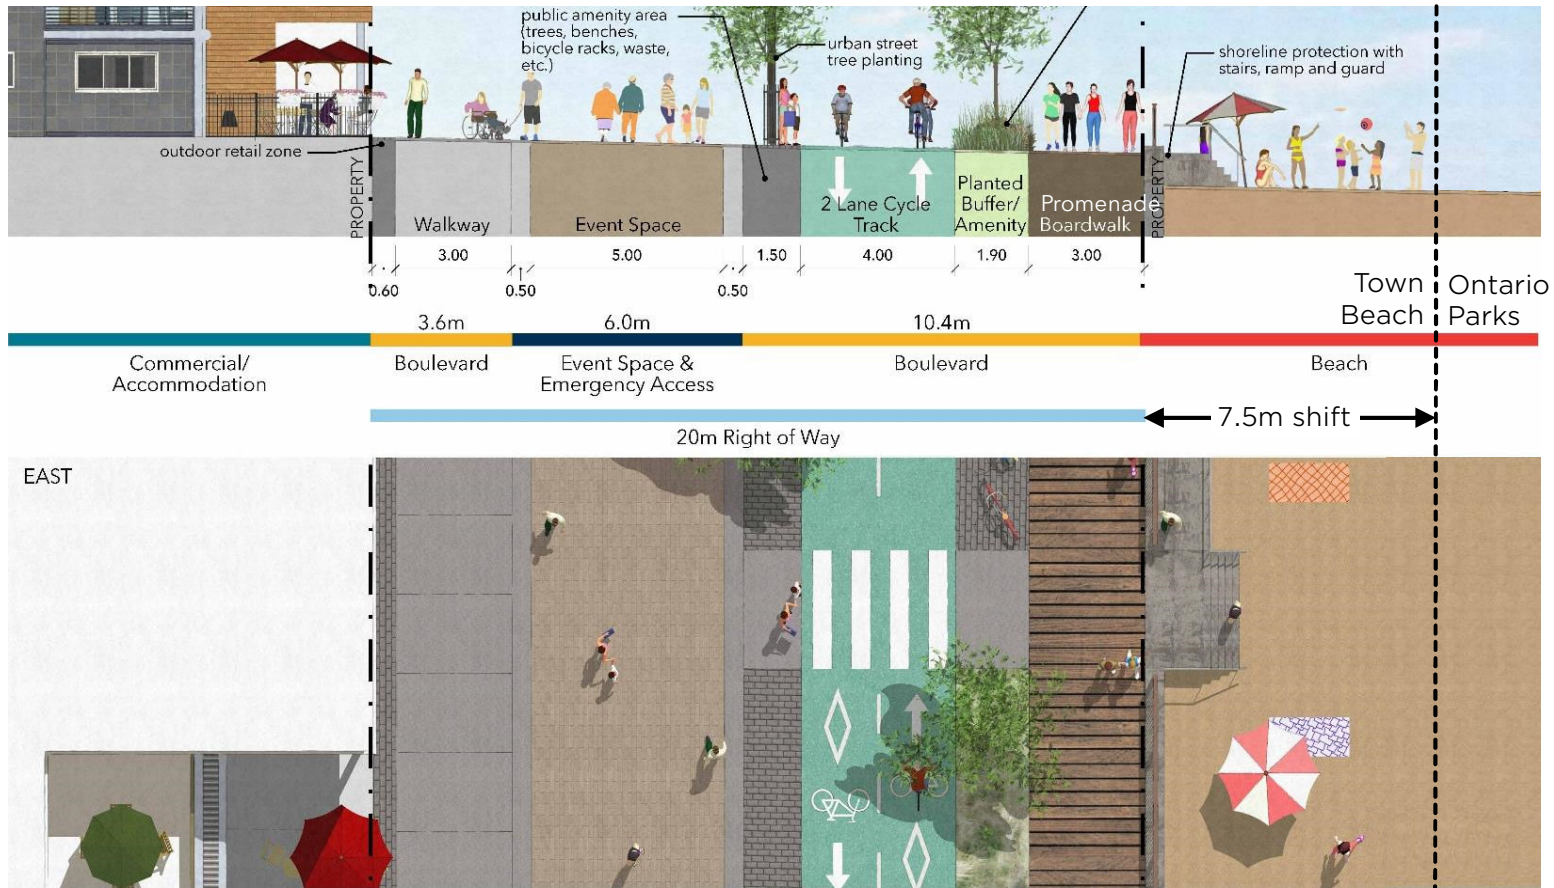 public amenity area
(trees, benches,
bicycle racks, waste,
etc.)
urban street
tree planting
shoreline protection with
stairs, ramp and guard
outdoor retail zone
PROPERTY
PROPERTY
Walkway
Event Space
2 Lane Cycle
Track
Planted
Buffer/
Amenity
Promenade
Boardwalk
3.00
5.00
1.50
4.00
1.90
3.00
0.60
0.50
0.50
Town
Beach
Ontario
Parks
3.6m
6.0m
10.4m
Commercial/
Accommodation
Boulevard
Event Space &
Emergency Access
Boulevard
Beach
7.5m shift
20m Right of Way
EAST